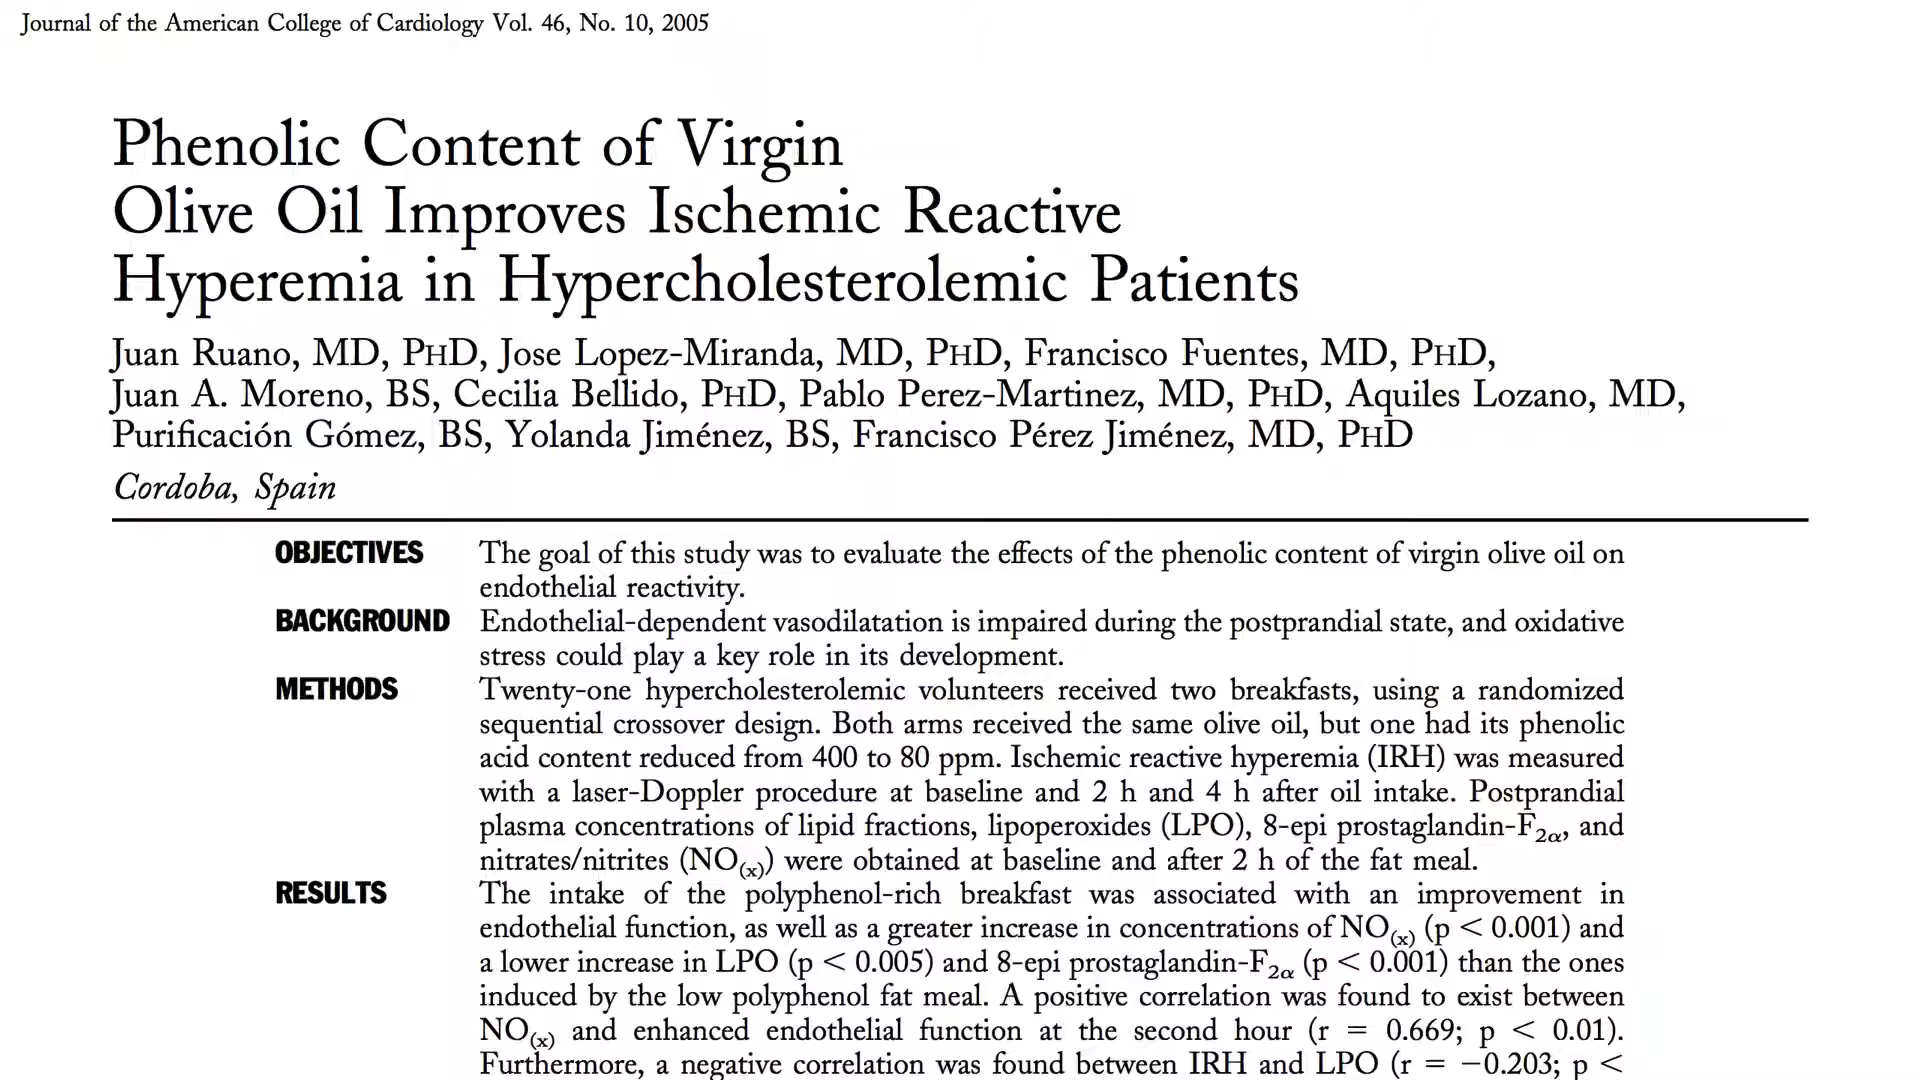 Journal of the American College of Cardiology Vol. 46, No. 10, 2005
Phenolic Content of Virgin
Olive Oil Improves Ischemic Reactive
Hyperemia in Hypercholesterolemic Patients
Juan Ruano, MD, PHD, Jose Lopez-Miranda, MD, PHD, Francisco Fuentes, MD, PHD,
Juan A. Moreno, BS, Cecilia Bellido, PHD, Pablo Perez-Martinez, MD, PHD, Aquiles Lozano, MD,
Purificación Gómez, BS, Yolanda Jiménez, BS, Francisco Pérez Jiménez, MD, PHD
Cordoba, Spain
OBJECTIVES The goal of this study was to evaluate the effects of the phenolic content of virgin olive oil on
endothelial reactivity.
BACKGROUND Endothelial-dependent vasodilatation is impaired during the postprandial state, and oxidative
stress could play a key role in its development.
METHODS Twenty-one hypercholesterolemic volunteers received two breakfasts, using a randomized
sequential crossover design. Both arms received the same olive oil, but one had its phenolic
acid content reduced from 400 to 80 ppm. Ischemic reactive hyperemia (IRH) was measured
with a laser-Doppler procedure at baseline and 2 h and 4 h after oil intake. Postprandial
plasma concentrations of lipid fractions, lipoperoxides (LPO), 8-epi prostaglandin-F2α, and
nitrates/nitrites (NO(x)) were obtained at baseline and after 2 h of the fat meal.
RESULTS The intake of the polyphenol-rich breakfast was associated with an improvement in
endothelial function, as well as a greater increase in concentrations of NO(x) (p < 0.001) and
a lower increase in LPO (p < 0.005) and 8-epi prostaglandin-F2α (p < 0.001) than the ones
induced by the low polyphenol fat meal. A positive correlation was found to exist between
NO(x) and enhanced endothelial function at the second hour (r = 0.669; p < 0.01).
Furthermore, a negative correlation was found between IRH and LPO (r = −0.203; p <